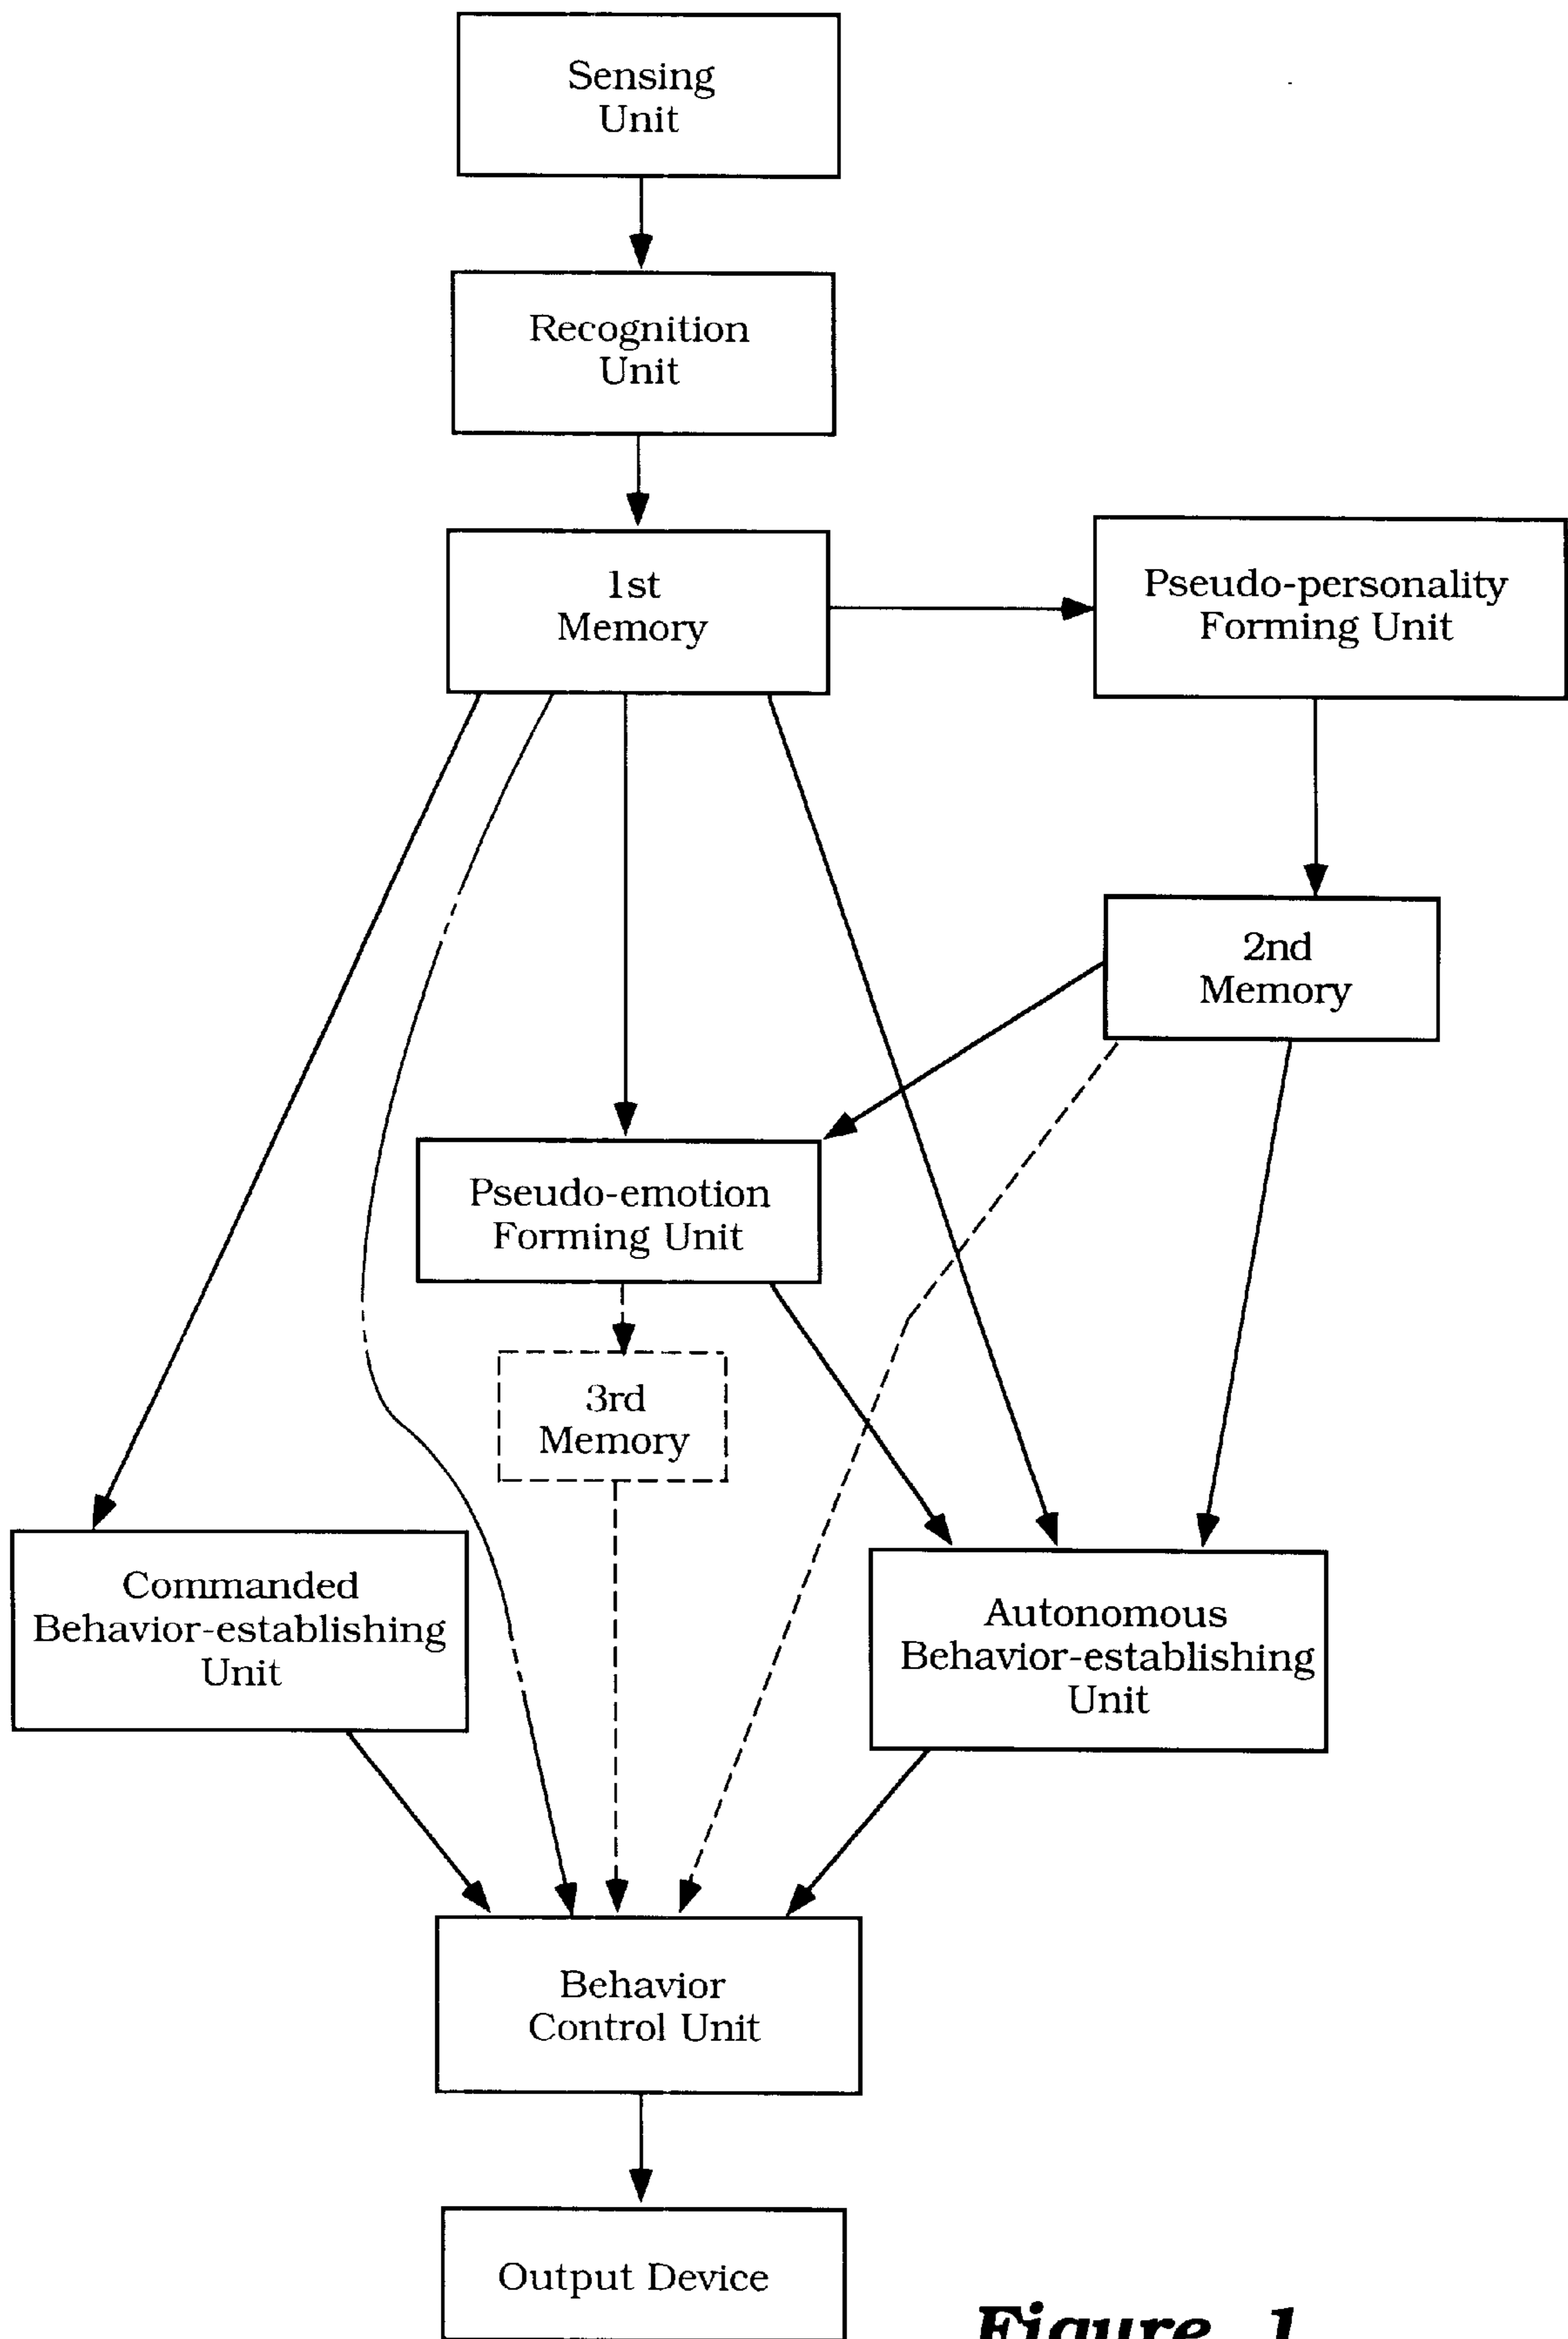 Sensing
Unit
Recognition
Unit
1st
Memory
Pseudo-personality
Forming Unit
2nd
Memory
Pseudo-emotion
Forming Unit
3rd
Memory
Commanded
Behavior-establishing
Unit
Autonomous
Behavior-establishing
Unit
Behavior
Control Unit
Output Device
Figure 1